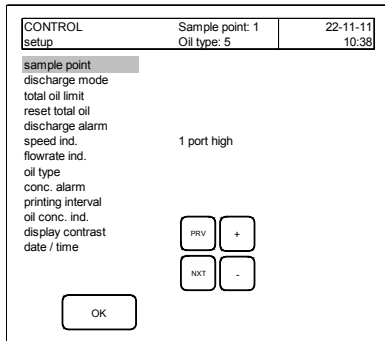 CONTROL Sample point: 1 22-11-11
setup Oil type: 5 10:38
sample point
discharge mode
total oil limit
reset total oil
discharge alarm
speed ind. 1 port high
flowrate ind.
oil type
conc. alarm
printing interval
oil conc. ind.
display contrast
date / time
PRV +
NXT -
OK